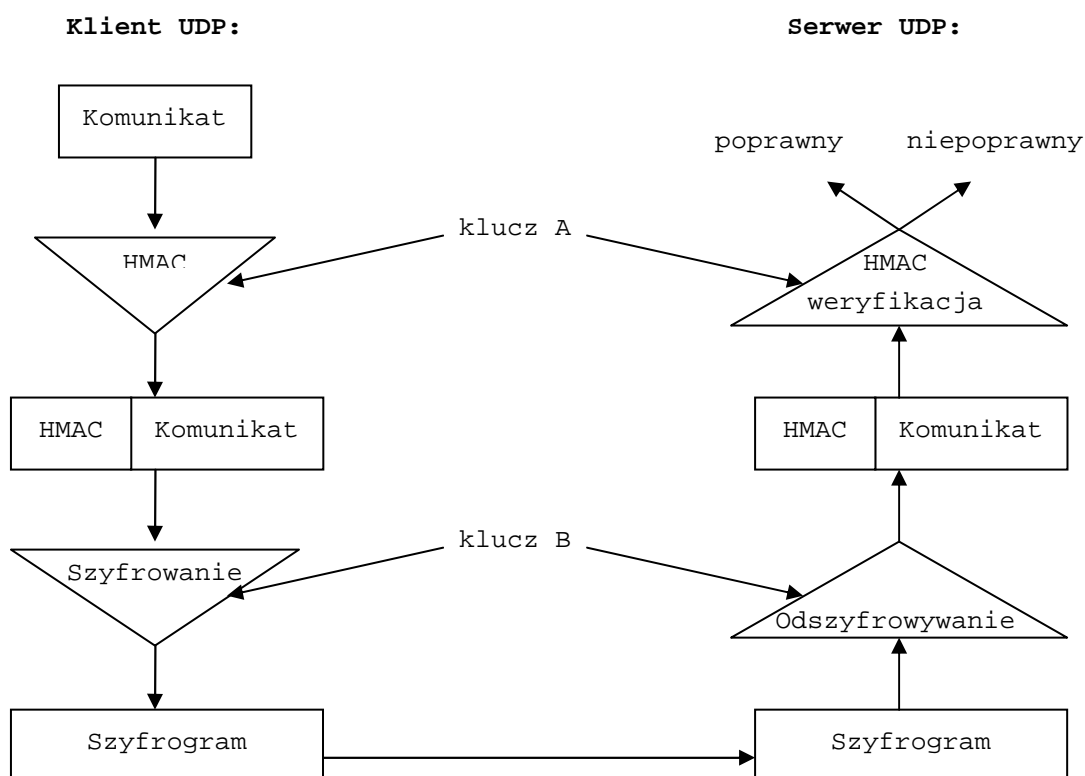 Klient UDP:
Serwer UDP:
Komunikat
poprawny
niepoprawny
klucz A
HMAC
HMAC
weryfikacja
HMAC
Komunikat
HMAC
Komunikat
klucz B
Szyfrowanie
Odszyfrowywanie
Szyfrogram
Szyfrogram